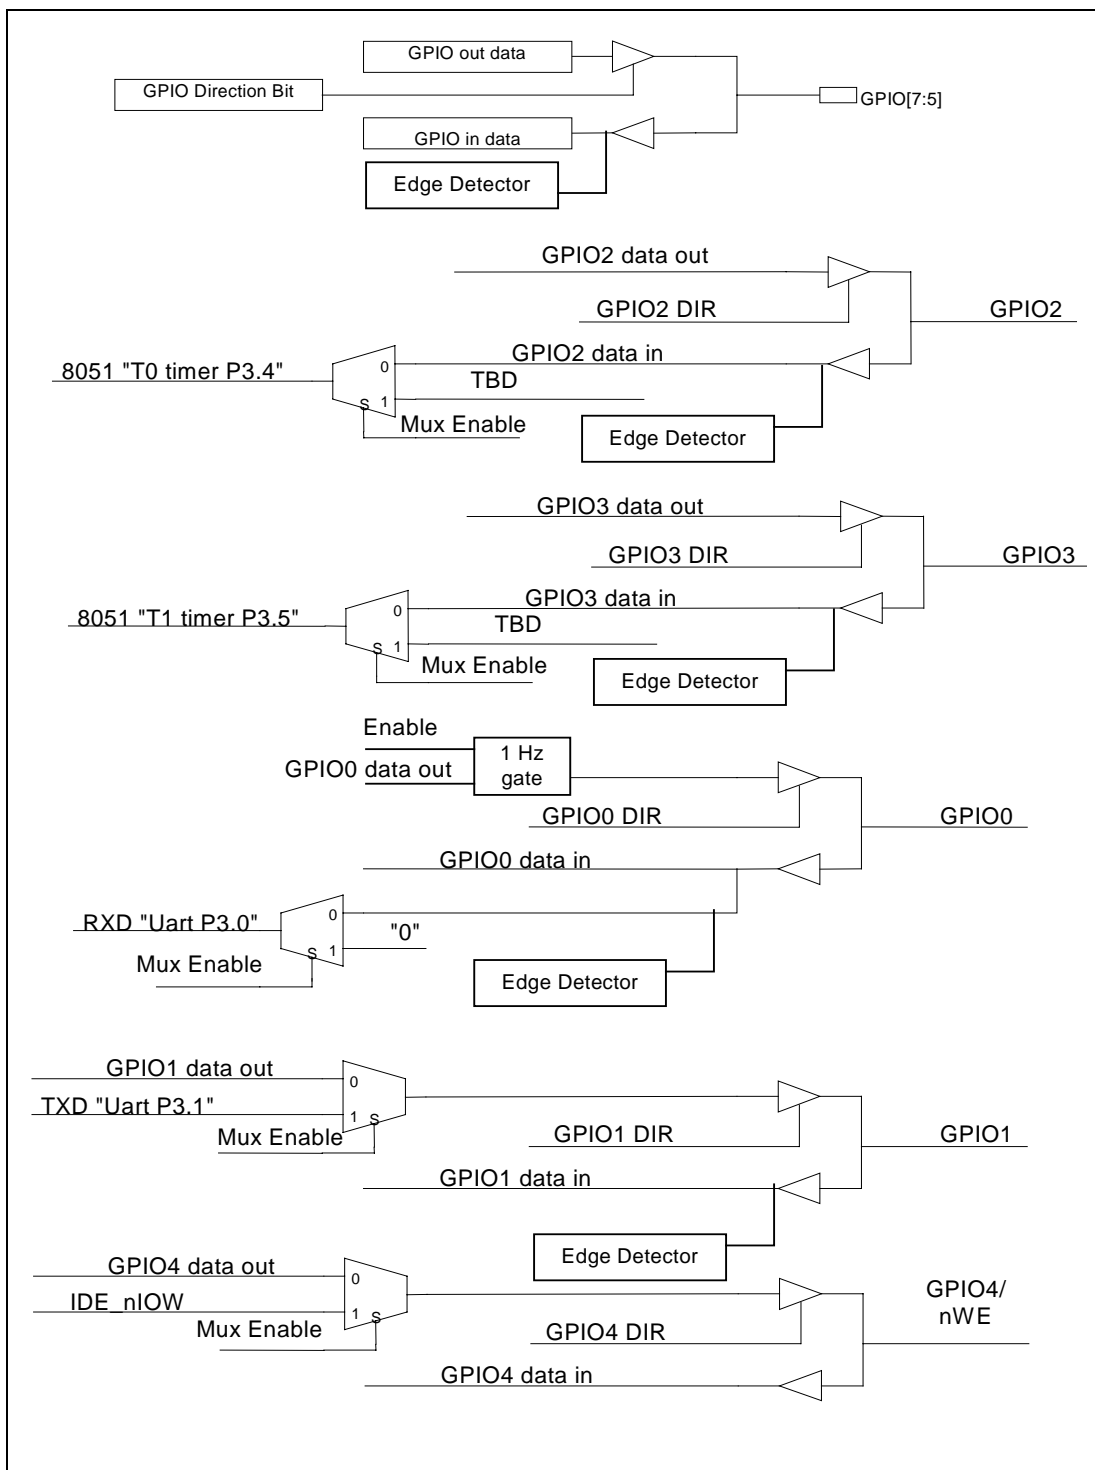 GPIO out data
GPIO Direction Bit
GPIO[7:5]
GPIO in data
Edge Detector
GPIO2 data out
GPIO2 DIR
GPIO2
GPIO2 data in
8051 "T0 timer P3.4"
0
TBD
S
1
Mux Enable
Edge Detector
GPIO3 data out
GPIO3 DIR
GPIO3
GPIO3 data in
8051 "T1 timer P3.5"
0
TBD
S
1
Mux Enable
Edge Detector
Enable
1 Hz
gate
GPIO0 data out
GPIO0 DIR
GPIO0
GPIO0 data in
RXD "Uart P3.0"
0
"0"
S
1
Mux Enable
Edge Detector
GPIO1 data out
0
TXD "Uart P3.1"
1
S
Mux Enable
GPIO1 DIR
GPIO1
GPIO1 data in
Edge Detector
GPIO4 data out
0
IDE_nIOW
1
S
Mux Enable
GPIO4 DIR
GPIO4/
nWE
GPIO4 data in